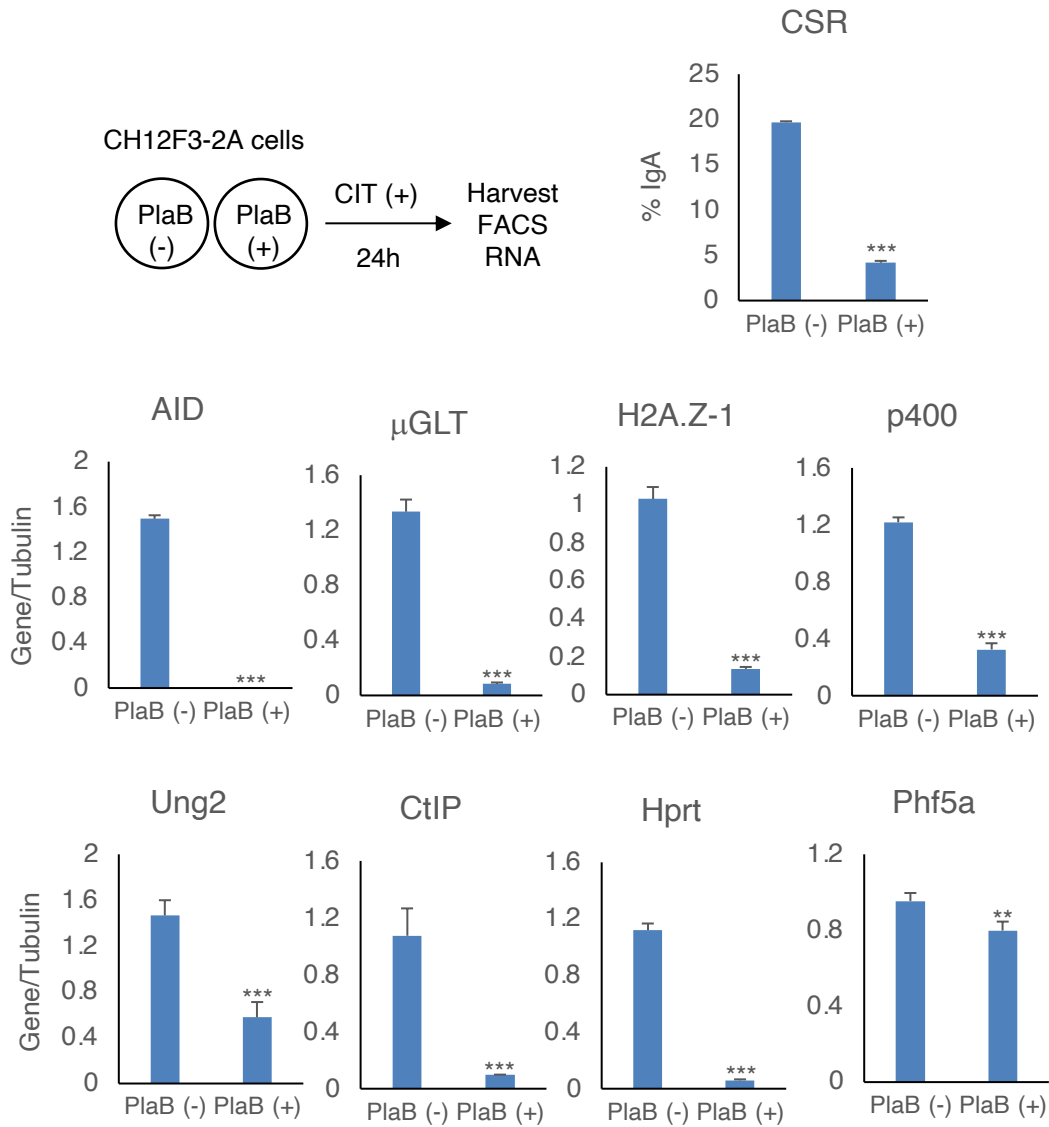 CSR
25
20
15
10
5
0
% IgA
***
PlaB (-) PlaB (+)
CH12F3-2A cells
PlaB
(-)
PlaB
(+)
CIT (+)
24h
Harvest
FACS
RNA
AID
2
1.6
1.2
0.8
0.4
0
Gene/Tubulin
***
PlaB (-) PlaB (+)
μGLT
1.6
1.2
0.8
0.4
0
***
PlaB (-) PlaB (+)
H2A.Z-1
1.2
1
0.8
0.6
0.4
0.2
0
***
PlaB (-) PlaB (+)
p400
1.6
1.2
0.8
0.4
0
***
PlaB (-) PlaB (+)
Ung2
2
1.6
1.2
0.8
0.4
0
Gene/Tubulin
***
PlaB (-) PlaB (+)
CtIP
1.6
1.2
0.8
0.4
0
***
PlaB (-) PlaB (+)
Hprt
1.6
1.2
0.8
0.4
0
***
PlaB (-) PlaB (+)
Phf5a
1.2
0.8
0.4
0
**
PlaB (-) PlaB (+)